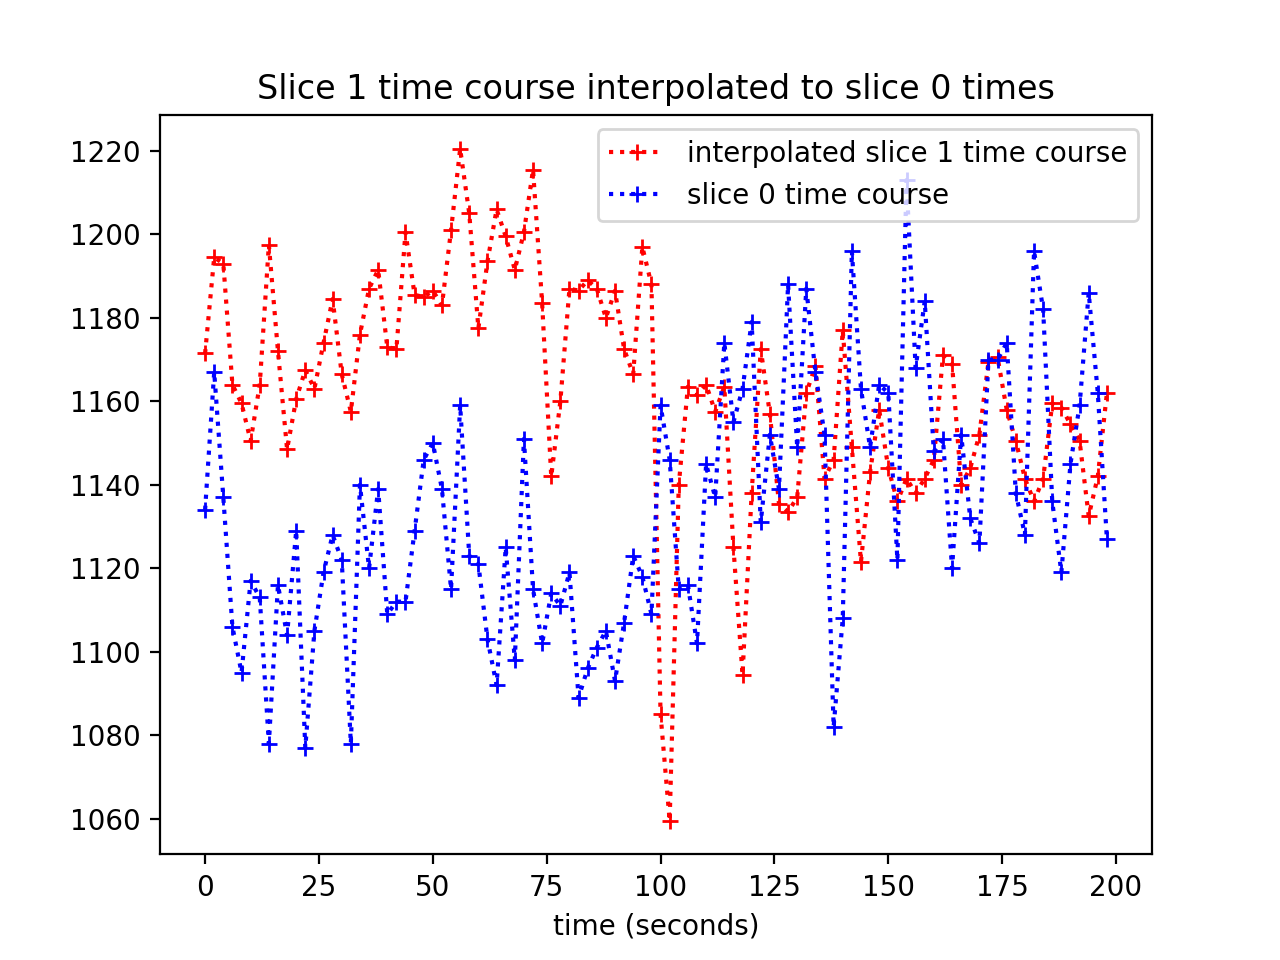 Slice 1 time course interpolated to slice 0 times
interpolated slice 1 time course
slice 0 time course
1220
1200
1180
1160
1140
1120
1100
1080
1060
0 25 50 75 100 125 150 175 200
time (seconds)